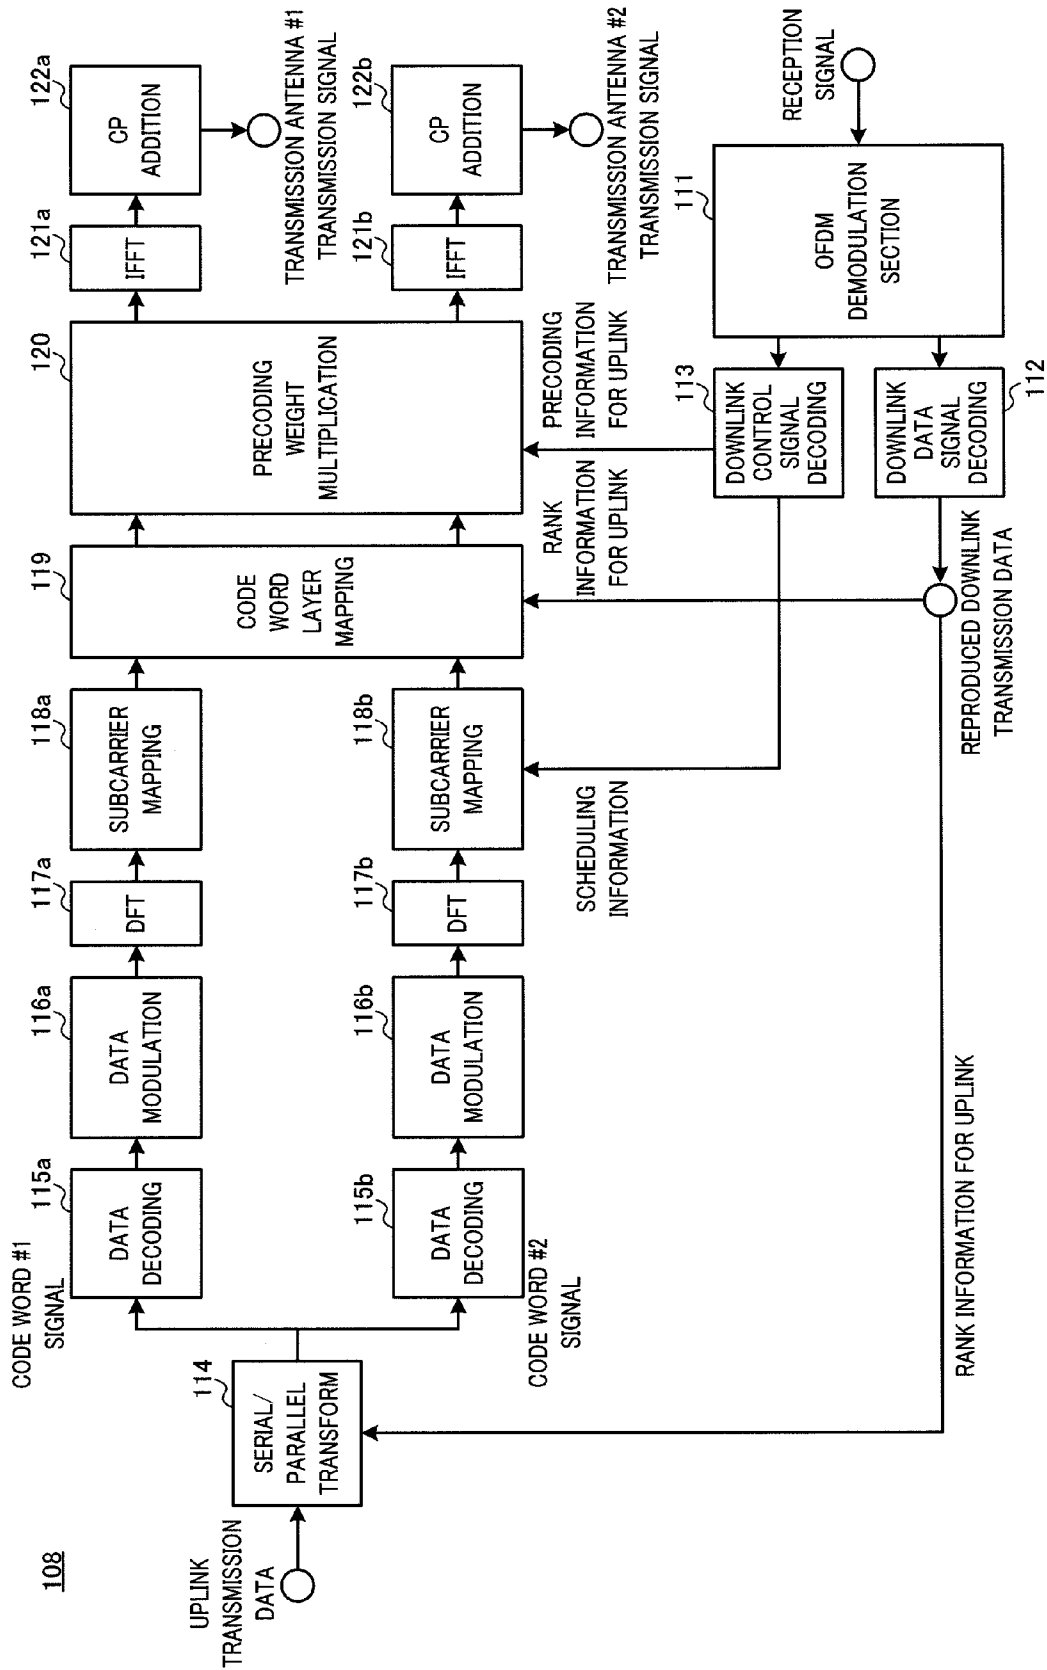 108
UPLINK
TRANSMISSION
DATA
114
SERIAL/
PARALLEL
TRANSFORM
CODE WORD #1
SIGNAL
115a
DATA
DECODING
116a
DATA
MODULATION
117a
DFT
118a
SUBCARRIER
MAPPING
119
CODE
WORD
LAYER
MAPPING
120
PRECODING
WEIGHT
MULTIPLICATION
121a
IFFT
122a
CP
ADDITION
TRANSMISSION ANTENNA #1
TRANSMISSION SIGNAL
CODE WORD #2
SIGNAL
115b
DATA
DECODING
116b
DATA
MODULATION
117b
DFT
118b
SUBCARRIER
MAPPING
121b
IFFT
122b
CP
ADDITION
TRANSMISSION ANTENNA #2
TRANSMISSION SIGNAL
SCHEDULING
INFORMATION
RANK
INFORMATION
FOR UPLINK
PRECODING
INFORMATION
FOR UPLINK
113
DOWNLINK
CONTROL
SIGNAL
DECODING
111
OFDM
DEMODULATION
SECTION
RECEPTION
SIGNAL
DOWNLINK
DATA
SIGNAL
DECODING
112
REPRODUCED DOWNLINK
TRANSMISSION DATA
RANK INFORMATION FOR UPLINK